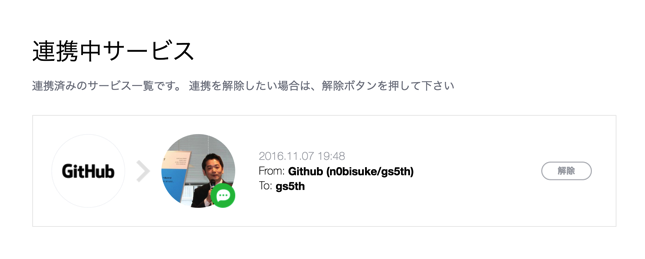 連携中サービス
連携済みのサービス一覧です。 連携を解除したい場合は、解除ボタンを押して下さい
GitHub
2016.11.07 19:48
From: Github (n0bisuke/gs5th)
To: gs5th
解除